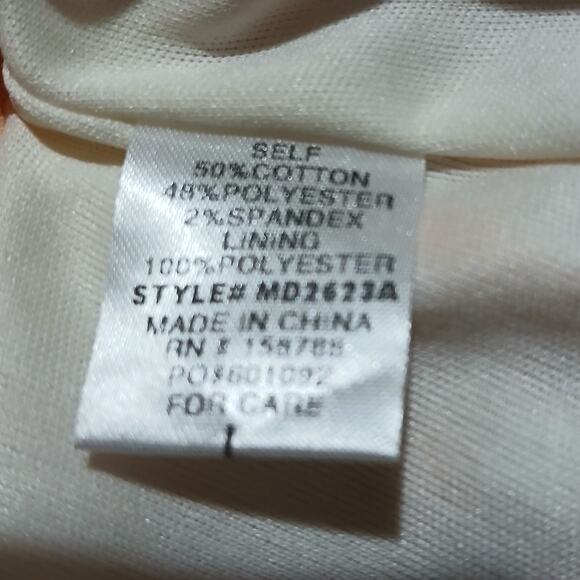 SELF
50%COTTON
48%POLYESTER
2%SPANDEX
LINING
100%POLYESTER
STYLE# MD2623A
MADE IN CHINA
RN # 158785
PO#601092
FOR CARE